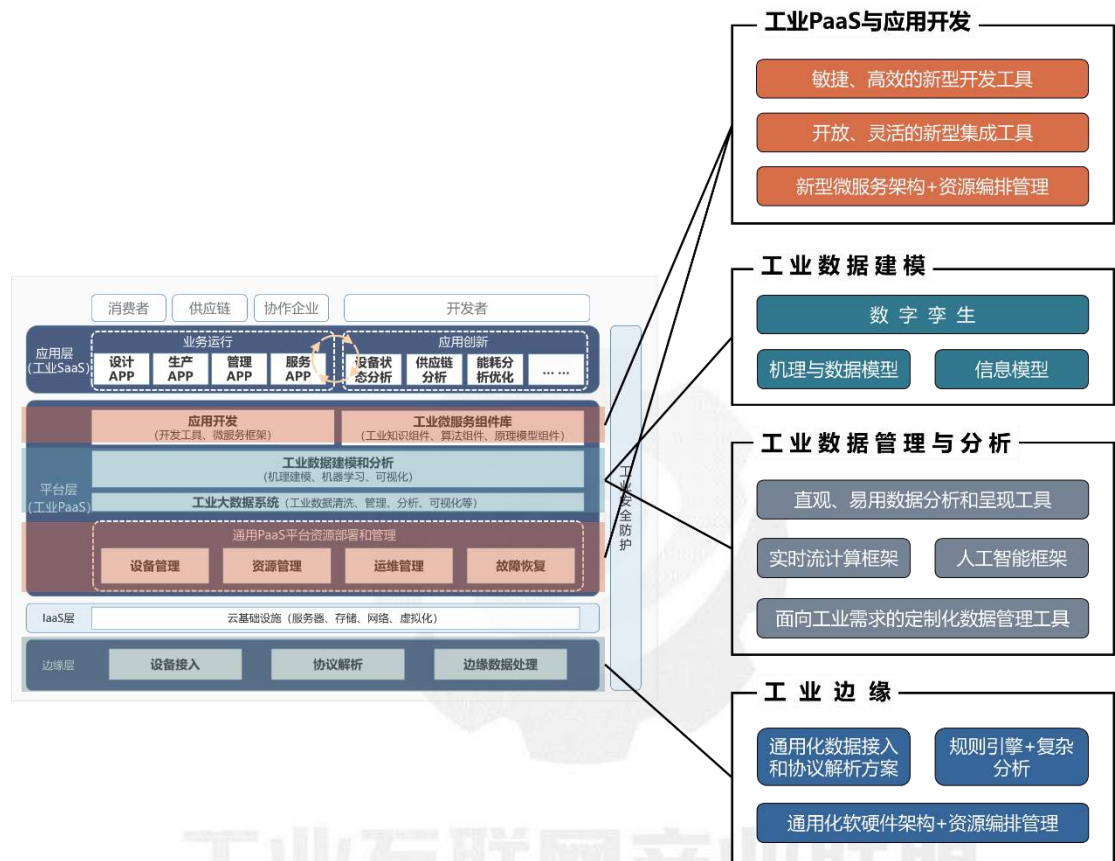 工业PaaS与应用开发
敏捷、高效的新型开发工具
开放、灵活的新型集成工具
新型微服务架构+资源编排管理
工业数据建模
数字孪生
机理与数据模型
信息模型
工业数据管理与分析
直观、易用数据分析和呈现工具
实时流计算框架
人工智能框架
面向工业需求的定制化数据管理工具
工业边缘
通用化数据接入
和协议解析方案
规则引擎+复杂
分析
通用化软硬件架构+资源编排管理
消费者
供应链
协作企业
开发者
应用层
(工业SaaS)
业务运行
设计
APP
生产
APP
管理
APP
服务
APP
应用创新
设备状
态分析
供应链
分析
能耗分
析优化
... ...
平台层
(工业PaaS)
应用开发
(开发工具、微服务框架)
工业微服务组件库
(工业知识组件、算法组件、原理模型组件)
工业数据建模和分析
(机理建模、机器学习、可视化)
工业大数据系统(工业数据清洗、管理、分析、可视化等)
通用PaaS平台资源部署和管理
设备管理
资源管理
运维管理
故障恢复
IaaS层
云基础设施(服务器、存储、网络、虚拟化)
边缘层
设备接入
协议解析
边缘数据处理
工业安全防护
工业互联网产业联盟